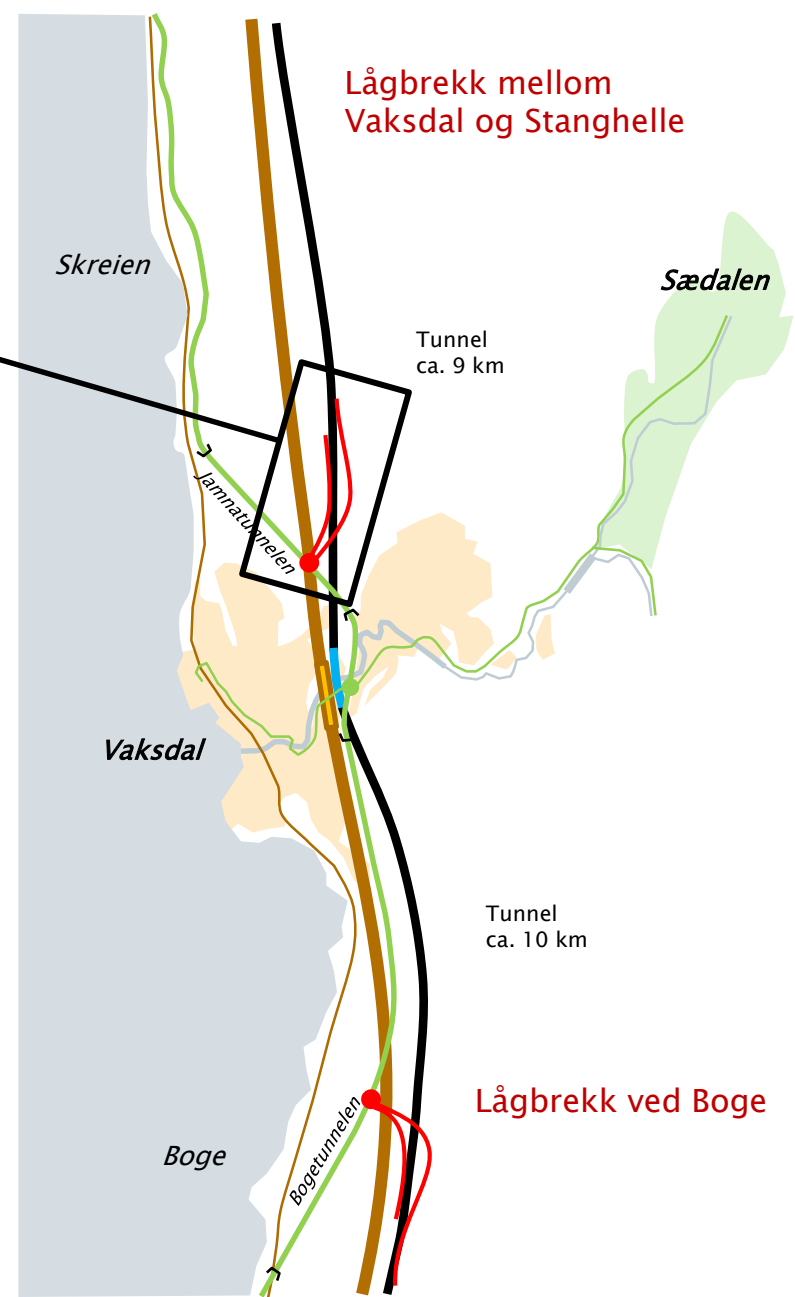 Lågbrekk mellom
Vaksdal og Stanghelle
Skreien
Sædalen
Tunnel
ca. 9 km
Jamnatunnelen
Vaksdal
Tunnel
ca. 10 km
Lågbrekk ved Boge
Bogetunnelen
Boge